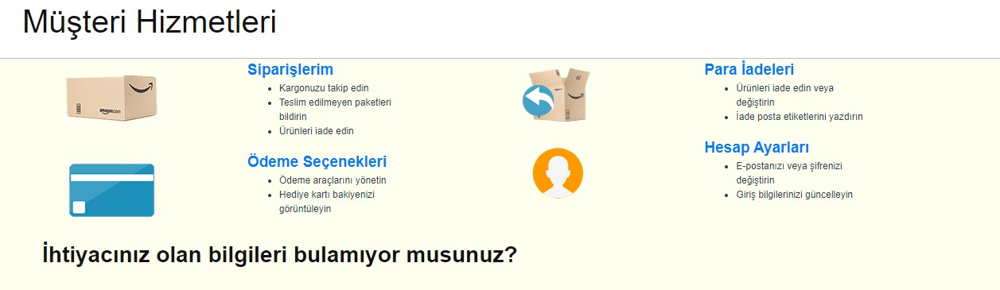 Müşteri Hizmetleri
amazon.com
Siparişlerim
Kargonuzu takip edin
Teslim edilmeyen paketleri
bildirin
Ürünleri iade edin
Para İadeleri
Ürünleri iade edin veya
değiştirin
İade posta etiketlerini yazdırın
Ödeme Seçenekleri
Ödeme araçlarını yönetin
Hediye kartı bakiyenizi
görüntüleyin
Hesap Ayarları
E-postanızı veya şifrenizi
değiştirin
Giriş bilgilerinizi güncelleyin
İhtiyacınız olan bilgileri bulamıyor musunuz?